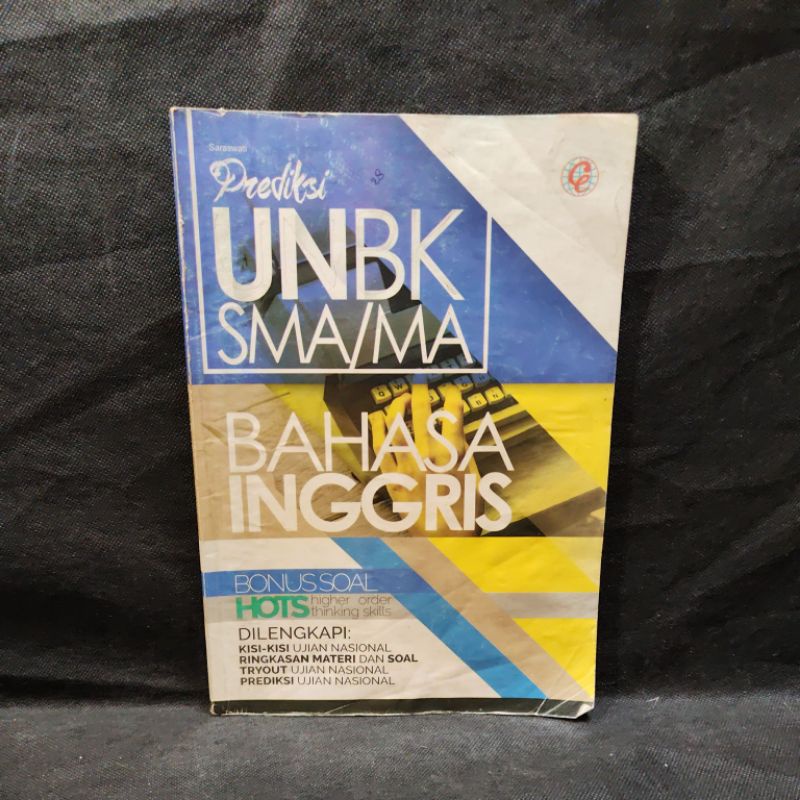 Saraswati
Prediksi
28
UNBK
SMA/MA
BAHASA
INGGRIS
BONUS SOAL
HOTS higher order
thinking skills
DILENGKAPI:
KISI-KISI UJIAN NASIONAL
RINGKASAN MATERI DAN SOAL
TRYOUT UJIAN NASIONAL
PREDIKSI UJIAN NASIONAL